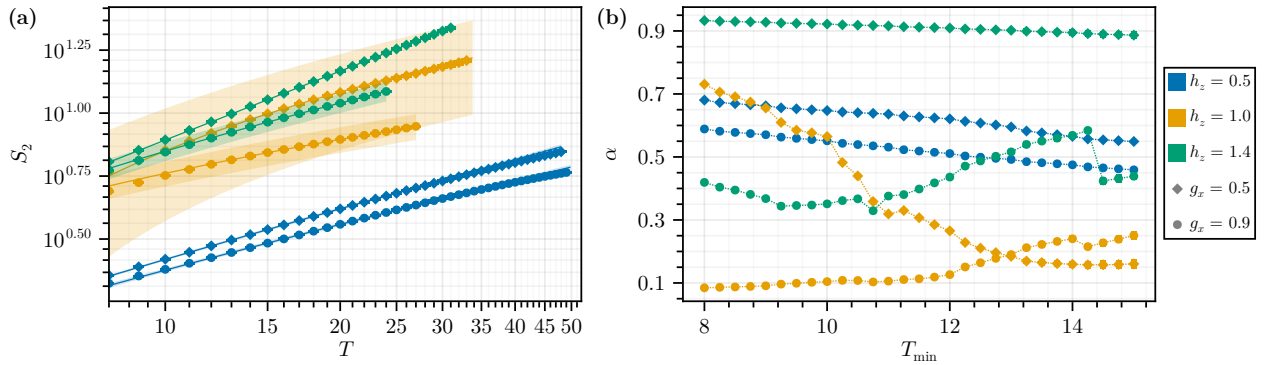 (a)
S₂
10^1.25
10^1.00
10^0.75
10^0.50
10
15
20
25
30
35
40
45
50
T
(b)
α
0.9
0.7
0.5
0.3
0.1
8
10
12
14
T_min
h_z = 0.5
h_z = 1.0
h_z = 1.4
g_x = 0.5
g_x = 0.9